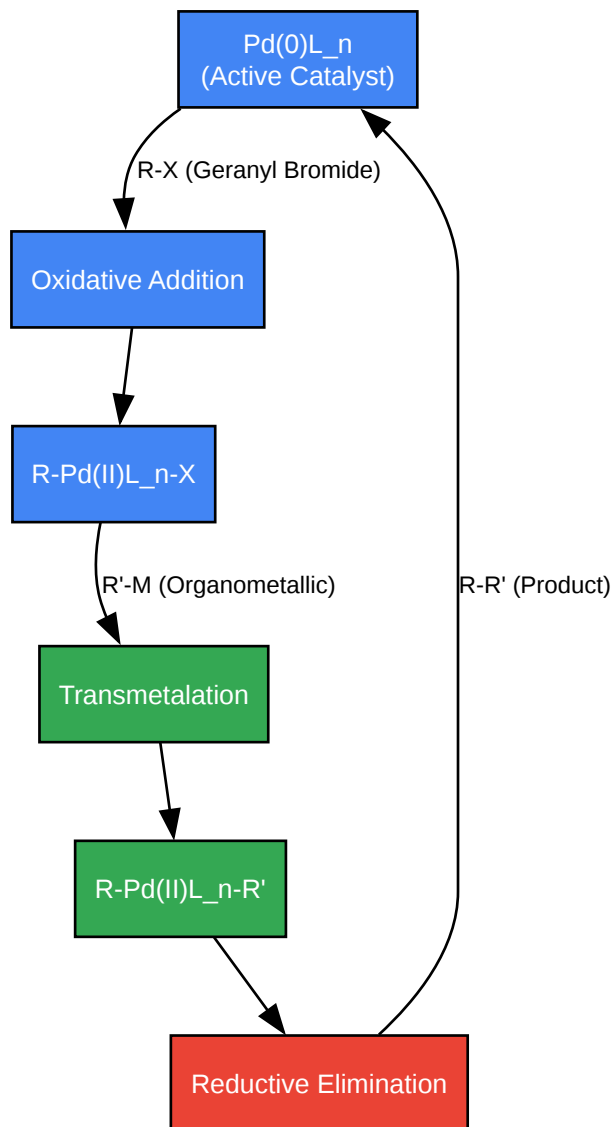 Pd(0)L_n
(Active Catalyst)
R-X (Geranyl Bromide)
Oxidative Addition
R-Pd(II)L_n-X
R'-M (Organometallic)
R-R' (Product)
Transmetalation
R-Pd(II)L_n-R'
Reductive Elimination